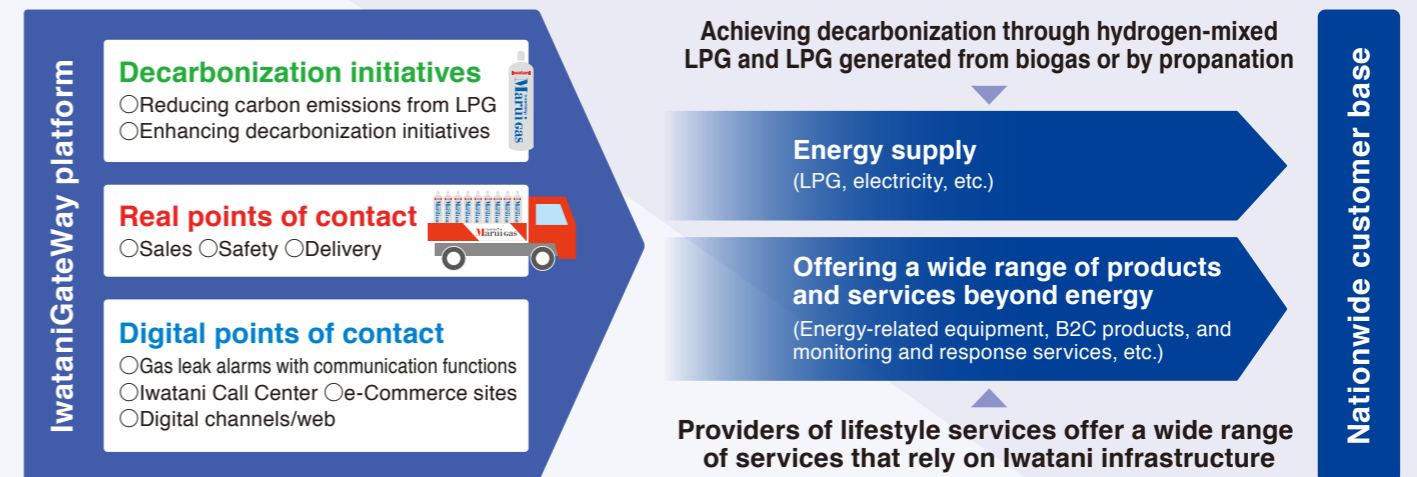 IwataniGateWay platform
Decarbonization initiatives
○Reducing carbon emissions from LPG
○Enhancing decarbonization initiatives
Marui GAS
Real points of contact
○Sales ○Safety ○Delivery
Marui GAS
Digital points of contact
○Gas leak alarms with communication functions
○Iwatani Call Center ○e-Commerce sites
○Digital channels/web
Achieving decarbonization through hydrogen-mixed
LPG and LPG generated from biogas or by propanation
Energy supply
(LPG, electricity, etc.)
Offering a wide range of products
and services beyond energy
(Energy-related equipment, B2C products, and
monitoring and response services, etc.)
Providers of lifestyle services offer a wide range
of services that rely on Iwatani infrastructure
Nationwide customer base